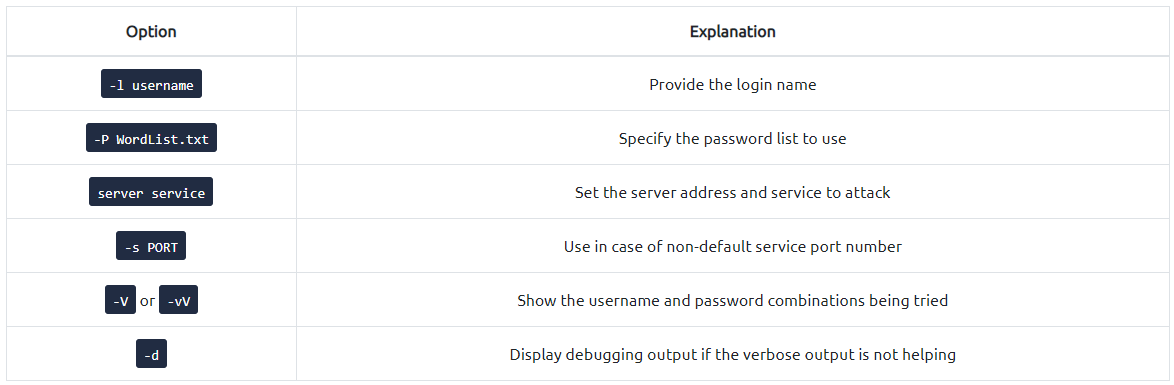 Option Explanation
-l username Provide the login name
-P WordList.txt Specify the password list to use
server service Set the server address and service to attack
-s PORT Use in case of non-default service port number
-V or -vV Show the username and password combinations being tried
-d Display debugging output if the verbose output is not helping